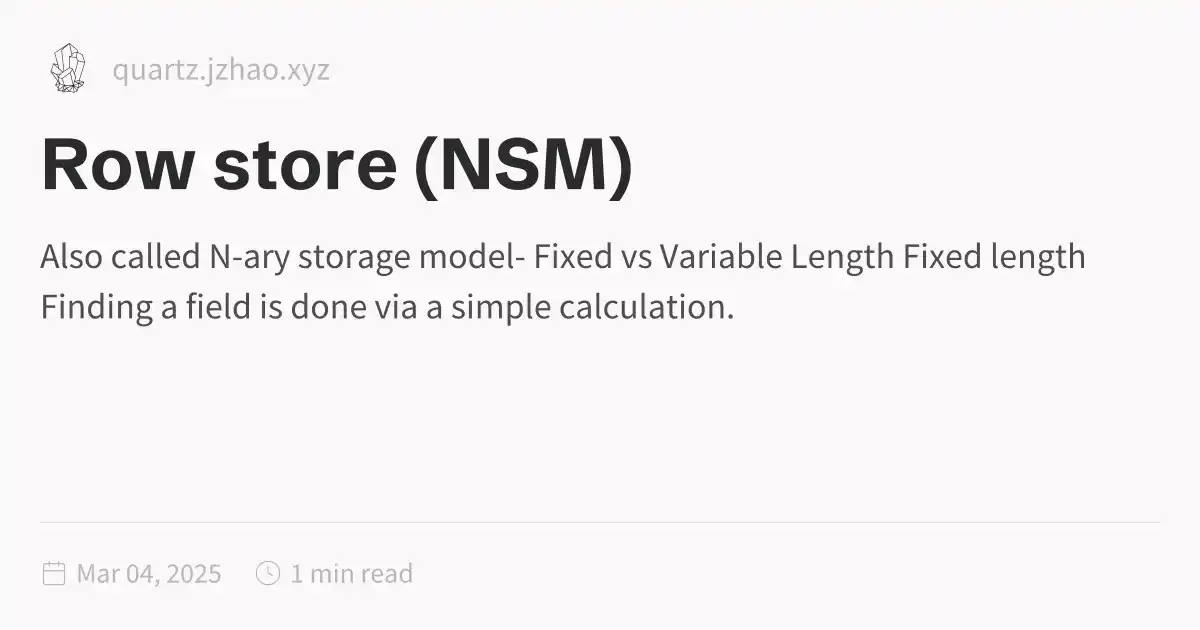 quartz.jzhao.xyz
Row store (NSM)
Also called N-ary storage model- Fixed vs Variable Length Fixed length
Finding a field is done via a simple calculation.
Mar 04, 2025 1 min read